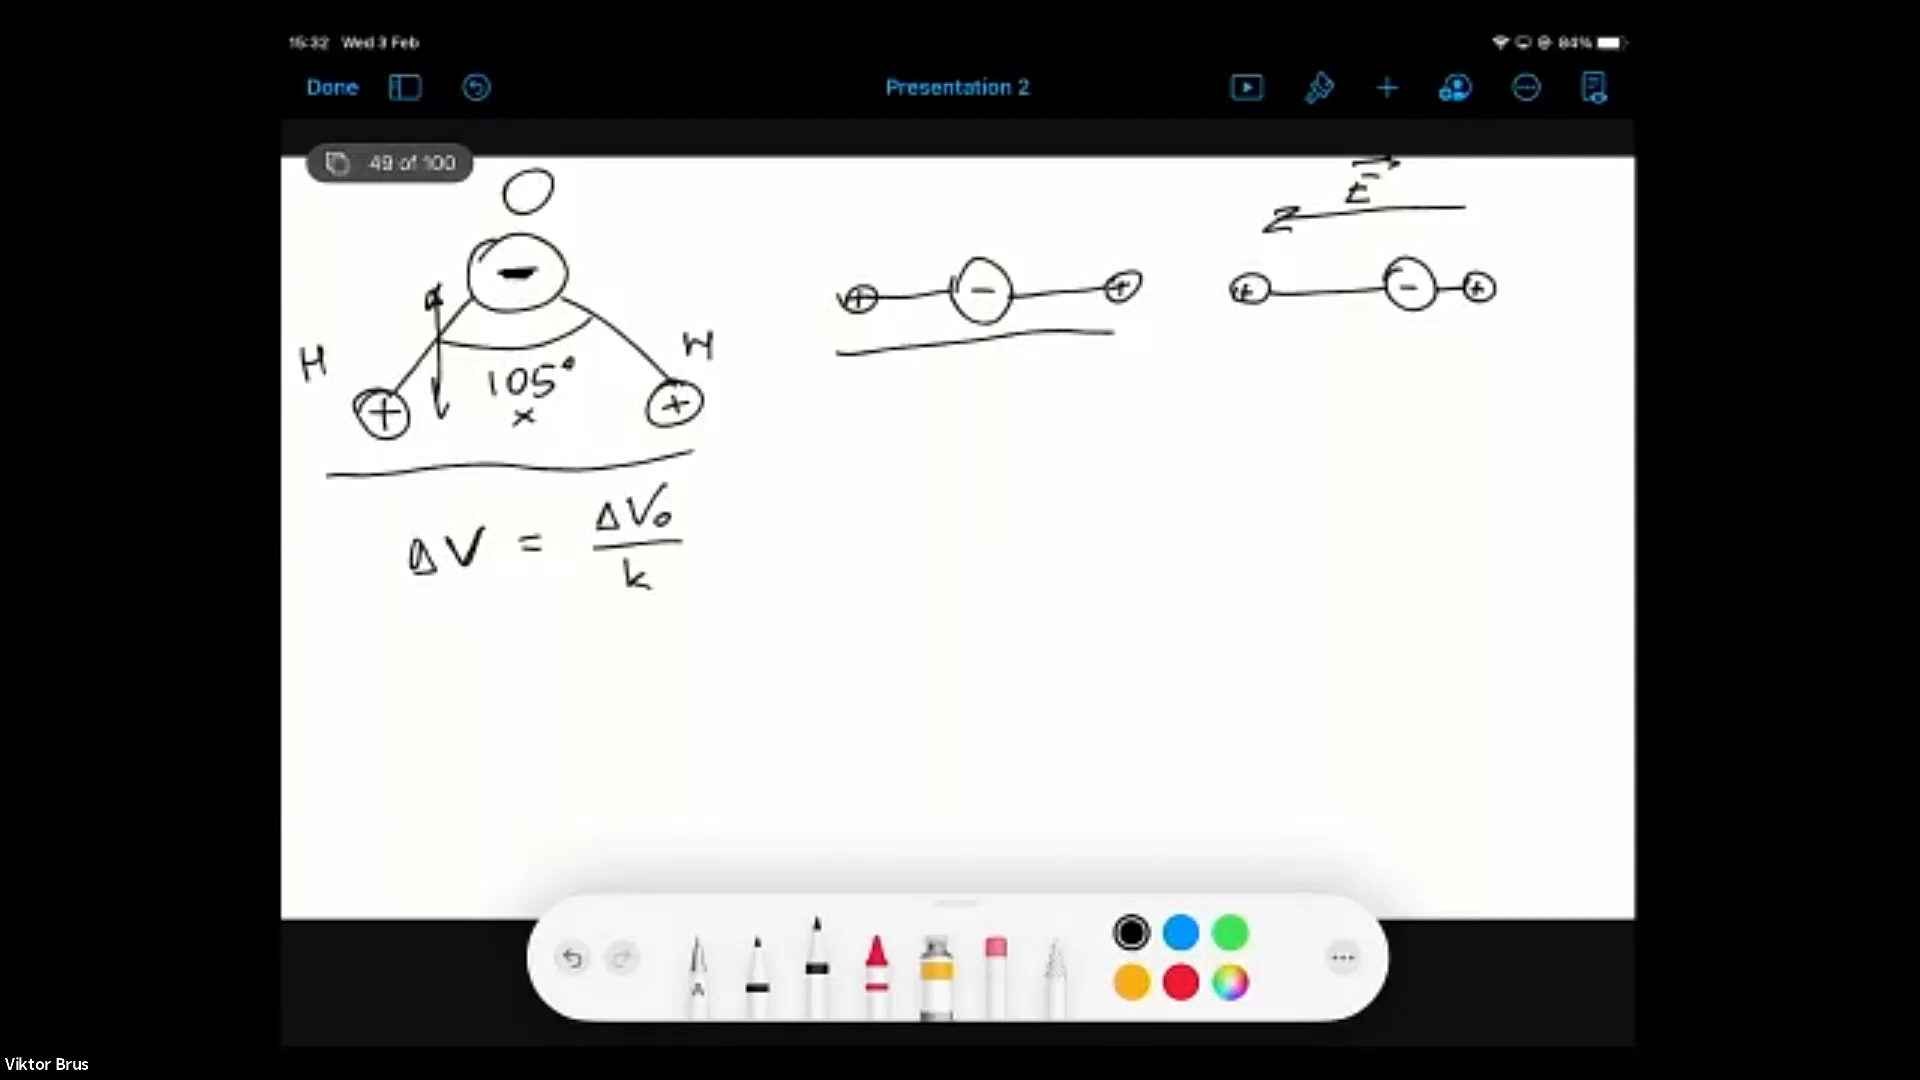 15:32 Wed 3 Feb
84%
Done
Presentation 2
49 of 100
O
E
-
+ - +
+ - +
H
H
105°
x
+ +
ΔV = ΔV₀ / k
A
Viktor Brus